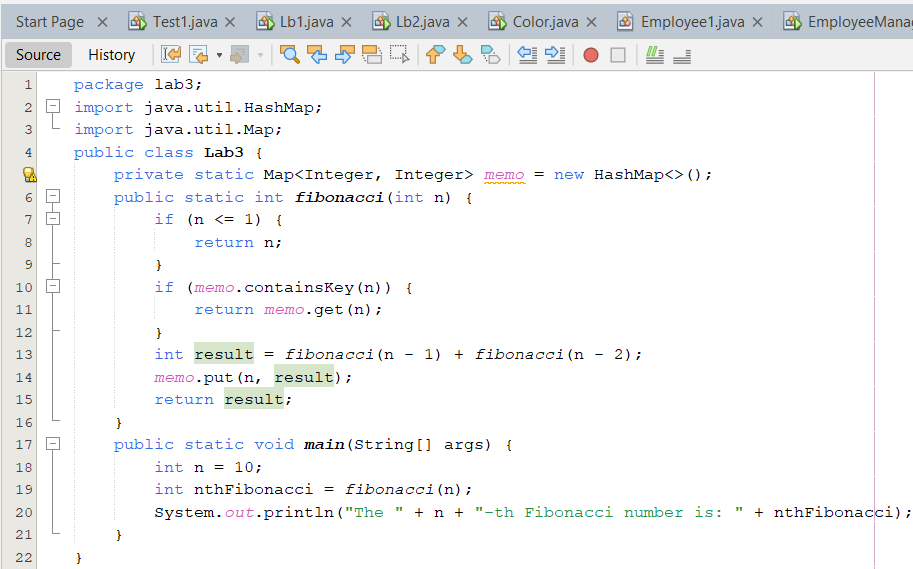 Start Page Test1.java Lb1.java Lb2.java Color.java Employee1.java EmployeeManag
Source History
1 package lab3;
2 import java.util.HashMap;
3 import java.util.Map;
4 public class Lab3 {
private static Map<Integer, Integer> memo = new HashMap<>();
6 public static int fibonacci(int n) {
7 if (n <= 1) {
8 return n;
9 }
10 if (memo.containsKey(n)) {
11 return memo.get(n);
12 }
13 int result = fibonacci(n - 1) + fibonacci(n - 2);
14 memo.put(n, result);
15 return result;
16 }
17 public static void main(String[] args) {
18 int n = 10;
19 int nthFibonacci = fibonacci(n);
20 System.out.println("The " + n + "-th Fibonacci number is: " + nthFibonacci);
21 }
22 }